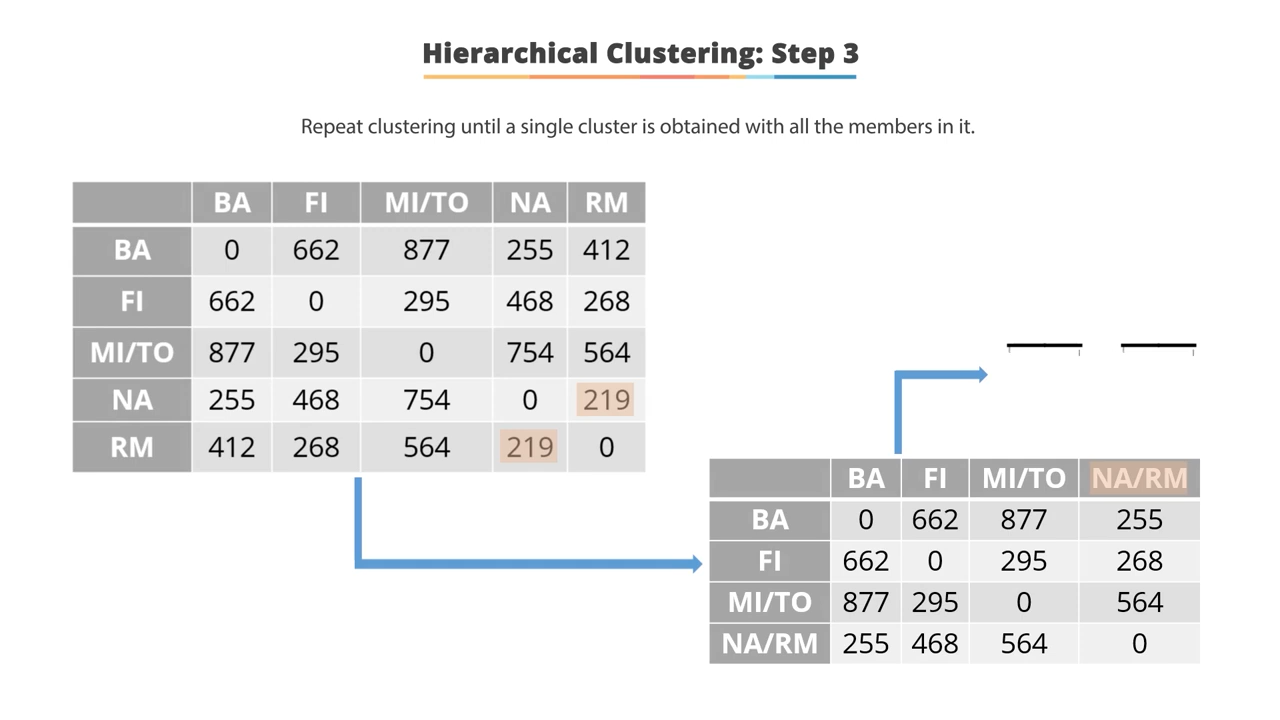 Hierarchical Clustering: Step 3
Repeat clustering until a single cluster is obtained with all the members in it.
BA FI MI/TO NA RM
BA 0 662 877 255 412
FI 662 0 295 468 268
MI/TO 877 295 0 754 564
NA 255 468 754 0 219
RM 412 268 564 219 0
BA FI MI/TO NA/RM
BA 0 662 877 255
FI 662 0 295 268
MI/TO 877 295 0 564
NA/RM 255 468 564 0